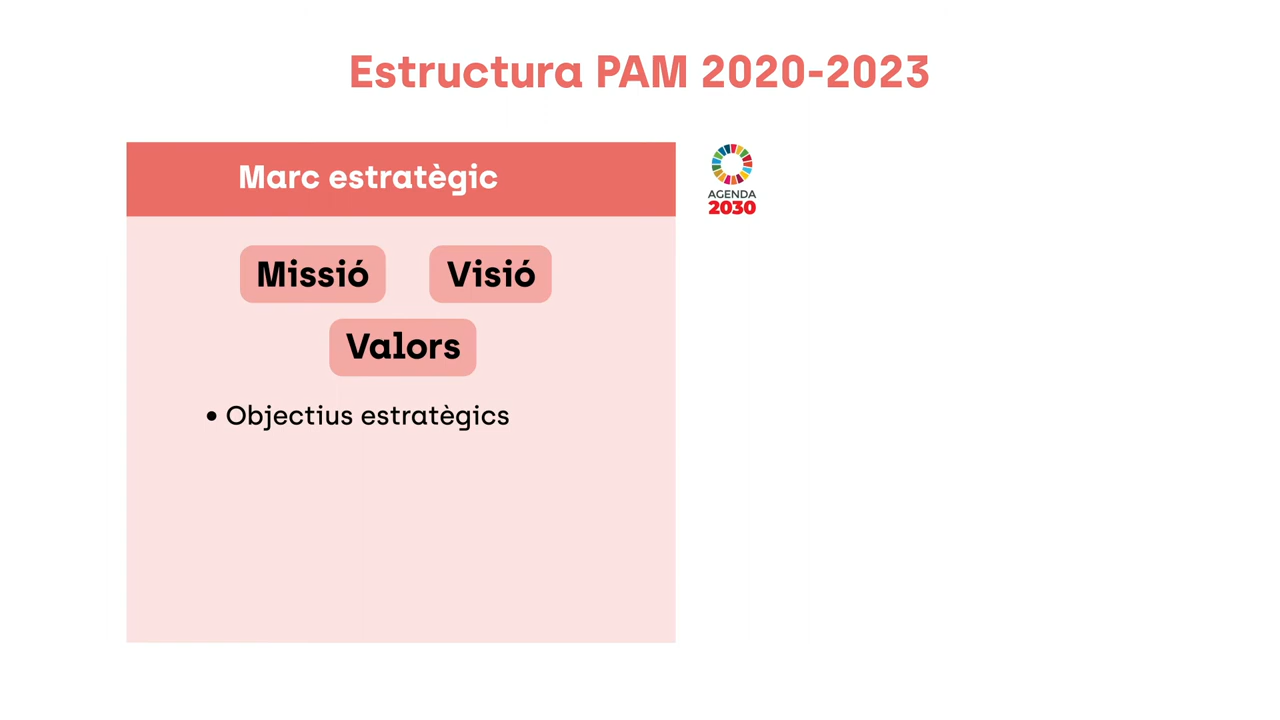 Estructura PAM 2020-2023
Marc estratègic
AGENDA
2030
Missió Visió
Valors
• Objectius estratègics